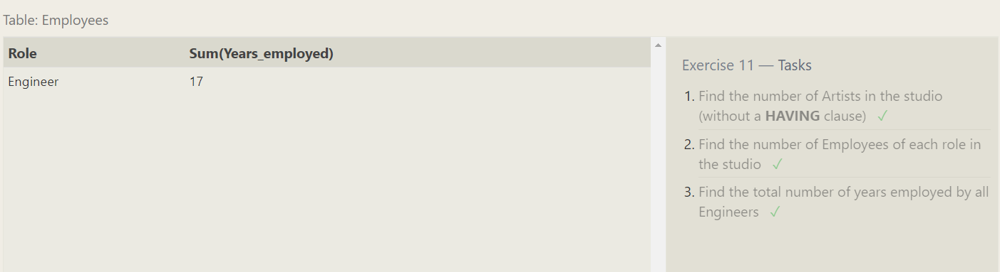 Table: Employees
Role Sum(Years_employed)
Engineer 17
Exercise 11 — Tasks
1. Find the number of Artists in the studio
(without a HAVING clause) ✓
2. Find the number of Employees of each role in
the studio ✓
3. Find the total number of years employed by all
Engineers ✓